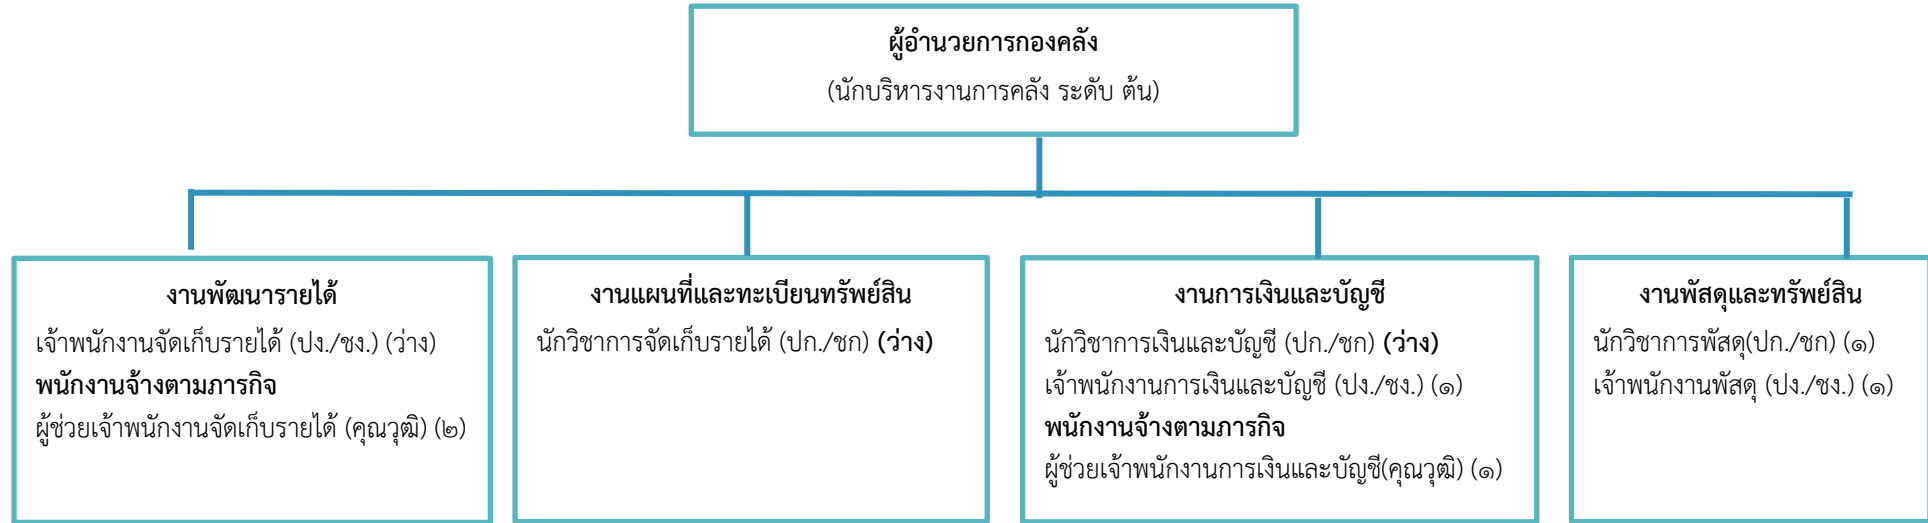 ผู้อำนวยการกองคลัง
(นักบริหารงานการคลัง ระดับ ต้น)
งานพัฒนารายได้
เจ้าพนักงานจัดเก็บรายได้ (ปง./ชง.) (ว่าง)
พนักงานจ้างตามภารกิจ
ผู้ช่วยเจ้าพนักงานจัดเก็บรายได้ (คุณวุฒิ) (๒)
งานแผนที่และทะเบียนทรัพย์สิน
นักวิชาการจัดเก็บรายได้ (ปก./ชก) (ว่าง)
งานการเงินและบัญชี
นักวิชาการเงินและบัญชี (ปก./ชก) (ว่าง)
เจ้าพนักงานการเงินและบัญชี (ปง./ชง.) (๑)
พนักงานจ้างตามภารกิจ
ผู้ช่วยเจ้าพนักงานการเงินและบัญชี(คุณวุฒิ) (๑)
งานพัสดุและทรัพย์สิน
นักวิชาการพัสดุ(ปก./ชก) (๑)
เจ้าพนักงานพัสดุ (ปง./ชง.) (๑)